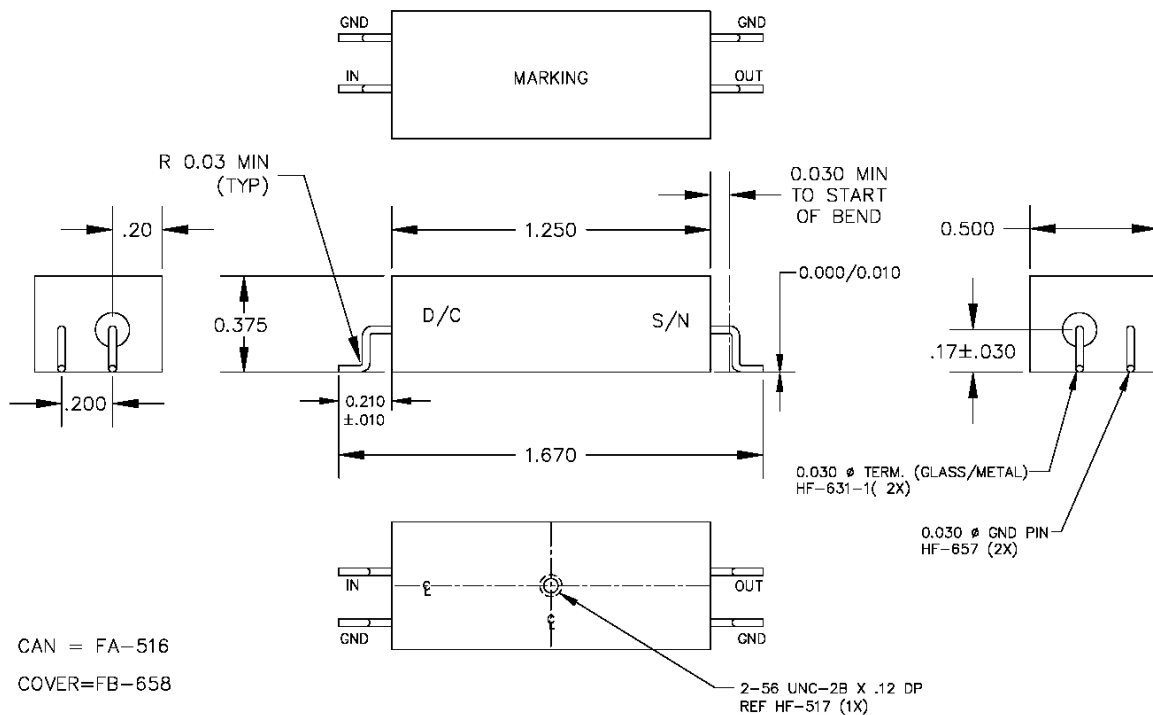 GND
GND
IN
OUT
MARKING
R 0.03 MIN
(TYP)
0.030 MIN
TO START
OF BEND
.20
1.250
0.500
0.000/0.010
D/C
S/N
0.375
.17±.030
.200
0.210
±.010
1.670
0.030 ø TERM. (GLASS/METAL)
HF-631-1( 2X)
0.030 ø GND PIN
HF-657 (2X)
IN
OUT
℄
℄
GND
GND
CAN = FA-516
COVER=FB-658
2-56 UNC-2B X .12 DP
REF HF-517 (1X)